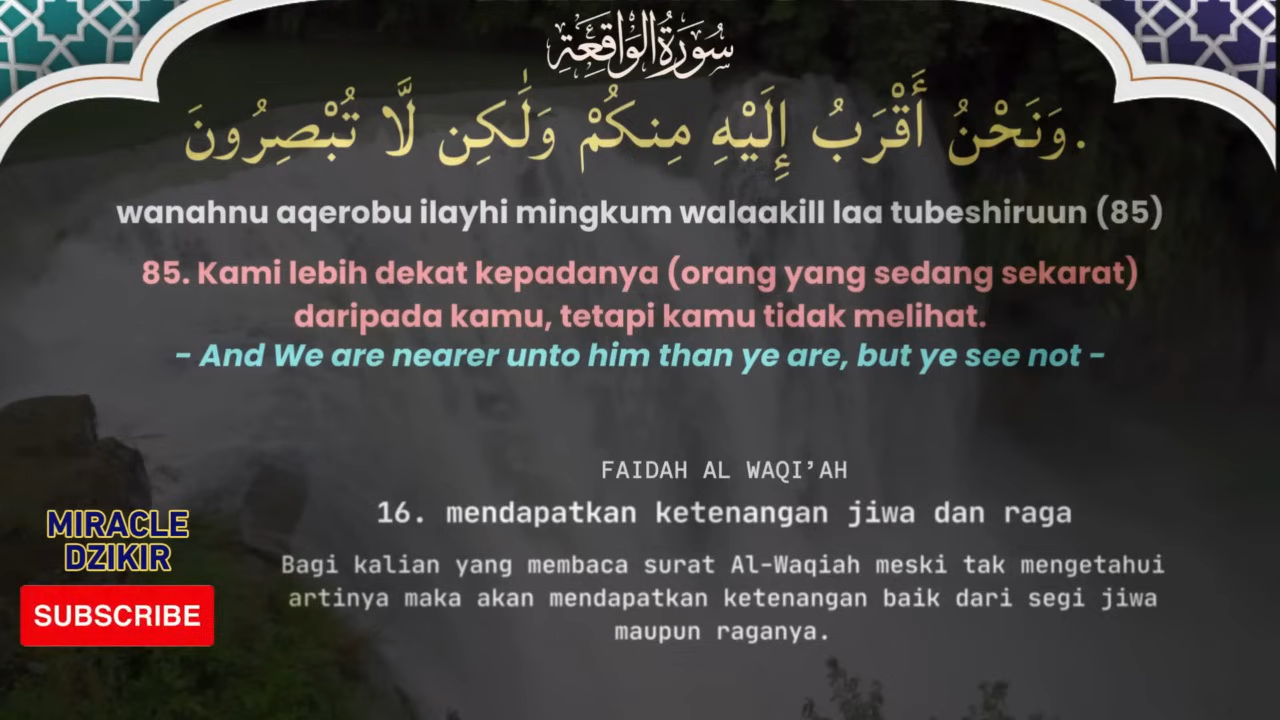 سُورَةُ الْوَاقِعَةِ
وَنَحْنُ أَقْرَبُ إِلَيْهِ مِنكُمْ وَلَٰكِن لَّا تُبْصِرُونَ.
wanahnu aqerobu ilayhi mingkum walaakill laa tubeshiruun (85)
85. Kami lebih dekat kepadanya (orang yang sedang sekarat)
daripada kamu, tetapi kamu tidak melihat.
- And We are nearer unto him than ye are, but ye see not -
FAIDAH AL WAQI’AH
16. mendapatkan ketenangan jiwa dan raga
Bagi kalian yang membaca surat Al-Waqiah meski tak mengetahui
artinya maka akan mendapatkan ketenangan baik dari segi jiwa
maupun raganya.
MIRACLE
DZIKIR
SUBSCRIBE